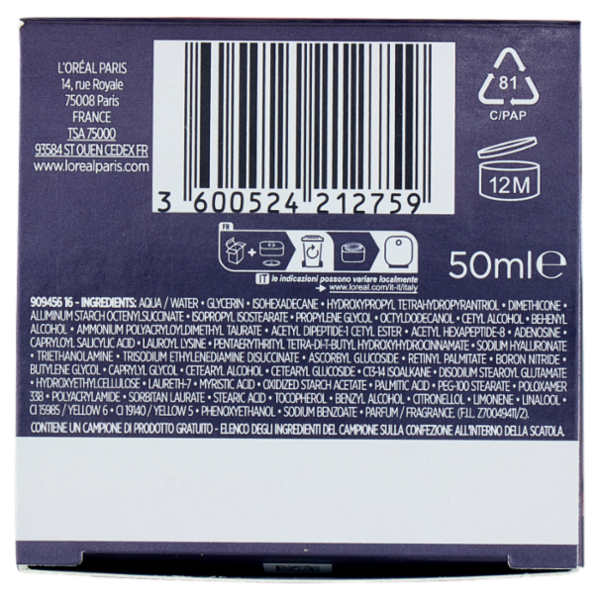 L'ORÉAL PARIS
14, rue Royale
75008 Paris
FRANCE
TSA 75000
93584 ST OUEN CEDEX FR
www.lorealparis.com
3 600524 212759
81
C/PAP
12M
FR
IT le indicazioni possono variare localmente
www.loreal.com/it-it/italy
50ml℮
909456 16 - INGREDIENTS: AQUA / WATER • GLYCERIN • ISOHEXADECANE • HYDROXYPROPYL TETRAHYDROPYRANTRIOL • DIMETHICONE •
ALUMINUM STARCH OCTENYLSUCCINATE • ISOPROPYL ISOSTEARATE • PROPYLENE GLYCOL • OCTYLDODECANOL • CETYL ALCOHOL • BEHENYL
ALCOHOL • AMMONIUM POLYACRYLOYLDIMETHYL TAURATE • ACETYL DIPEPTIDE-1 CETYL ESTER • ACETYL HEXAPEPTIDE-8 • ADENOSINE •
CAPRYLOYL SALICYLIC ACID • LAUROYL LYSINE • PENTAERYTHRITYL TETRA-DI-T-BUTYL HYDROXYHYDROCINNAMATE • SODIUM HYALURONATE
• TRIETHANOLAMINE • TRISODIUM ETHYLENEDIAMINE DISUCCINATE • ASCORBYL GLUCOSIDE • RETINYL PALMITATE • BORON NITRIDE •
BUTYLENE GLYCOL • CAPRYLYL GLYCOL • CETEARYL ALCOHOL • CETEARYL GLUCOSIDE • C13-14 ISOALKANE • DISODIUM STEAROYL GLUTAMATE
• HYDROXYETHYLCELLULOSE • LAURETH-7 • MYRISTIC ACID • OXIDIZED STARCH ACETATE • PALMITIC ACID • PEG-100 STEARATE • POLOXAMER
338 • POLYACRYLAMIDE • SORBITAN LAURATE • STEARIC ACID • TOCOPHEROL • BENZYL ALCOHOL • CITRONELLOL • LIMONENE • LINALOOL •
CI 15985 / YELLOW 6 • CI 19140 / YELLOW 5 • PHENOXYETHANOL • SODIUM BENZOATE • PARFUM / FRAGRANCE. (F.I.L. Z70049411/2).
CONTIENE UN CAMPIONE DI PRODOTTO GRATUITO - ELENCO DEGLI INGREDIENTI DEL CAMPIONE SULLA CONFEZIONE ALL'INTERNO DELLA SCATOLA.